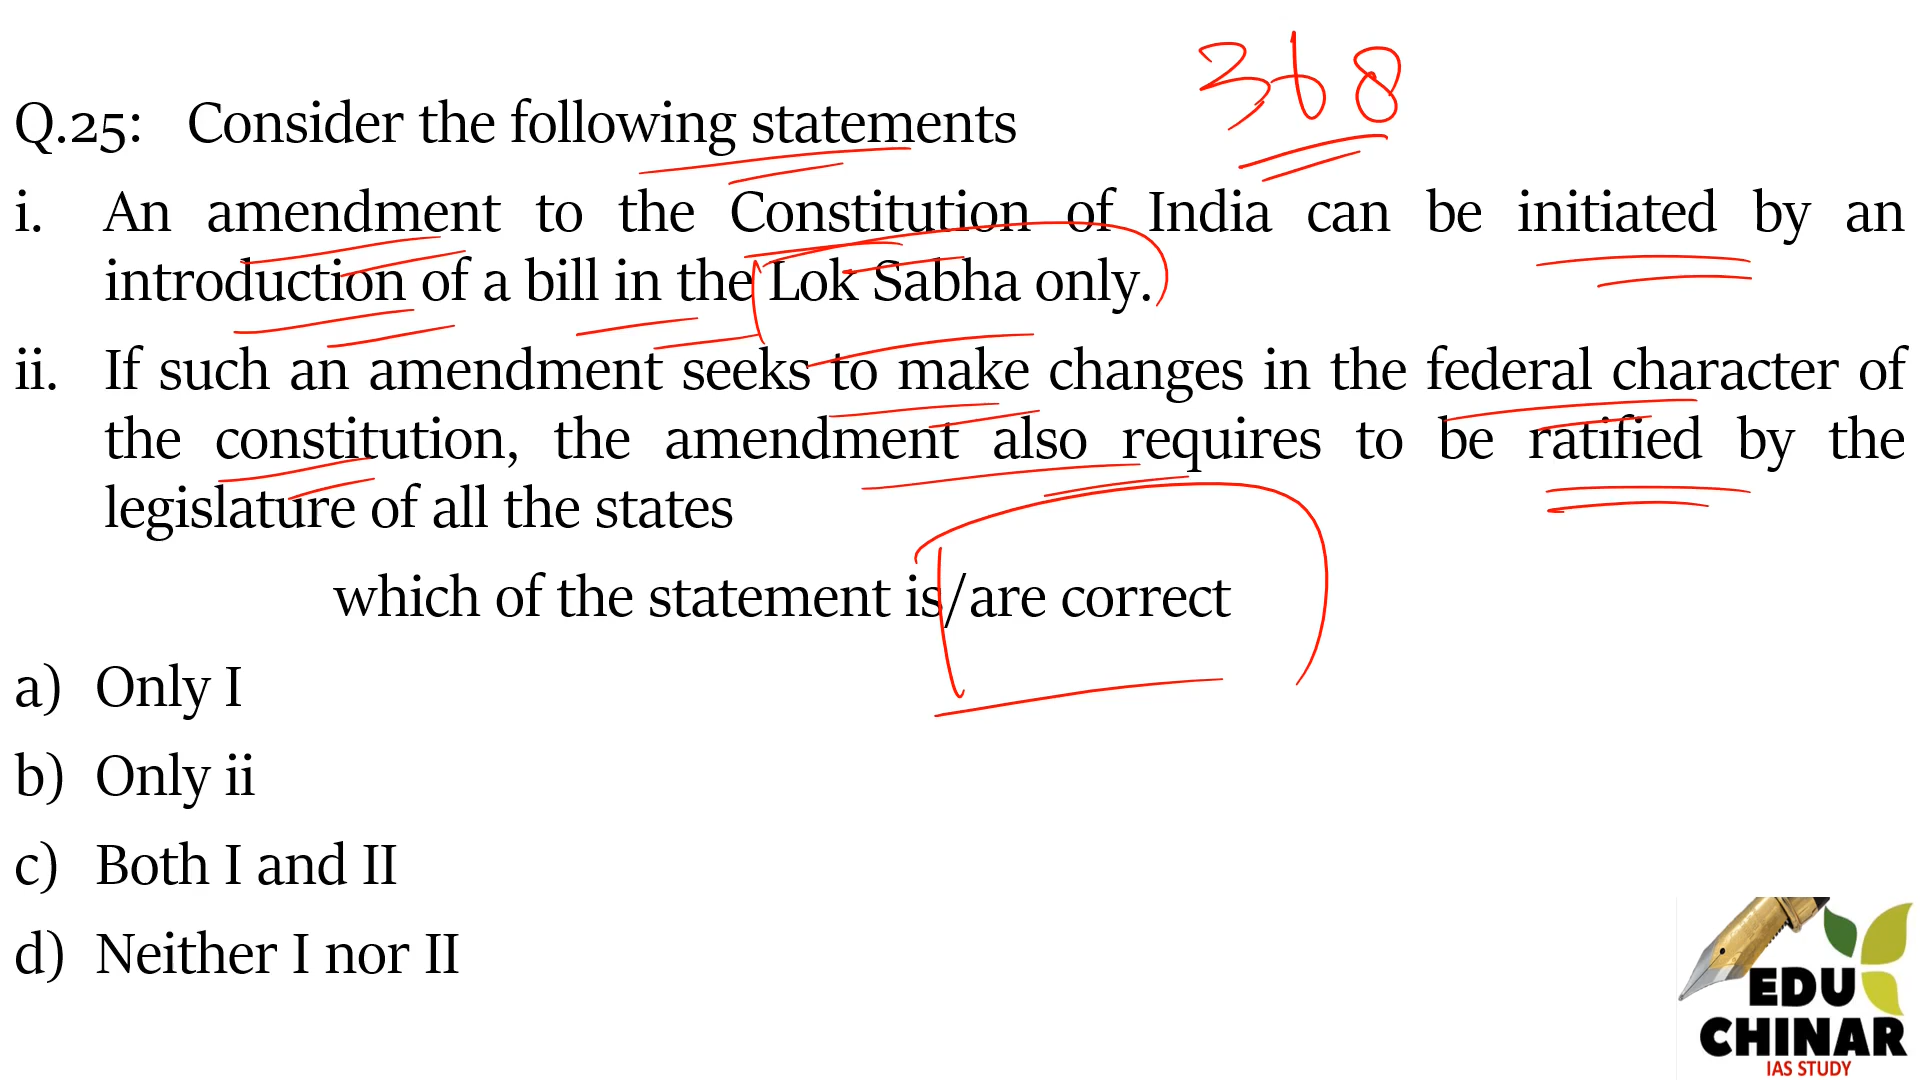 368
Q.25: Consider the following statements
i. An amendment to the Constitution of India can be initiated by an
introduction of a bill in the Lok Sabha only.
ii. If such an amendment seeks to make changes in the federal character of
the constitution, the amendment also requires to be ratified by the
legislature of all the states
which of the statement is/are correct
a) Only I
b) Only ii
c) Both I and II
d) Neither I nor II
EDU
CHINAR
IAS STUDY